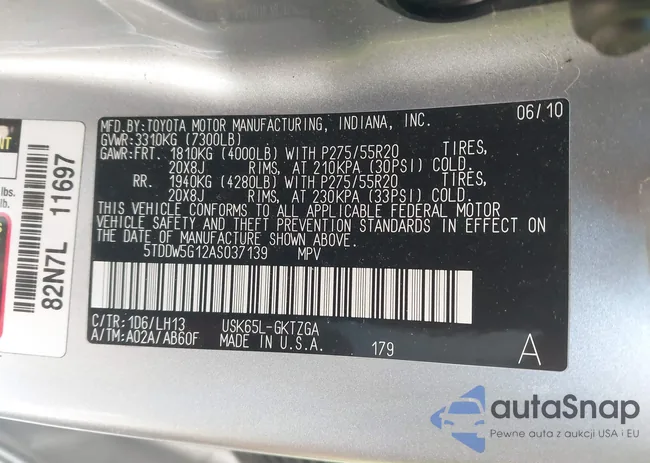 MFD.BY:TOYOTA MOTOR MANUFACTURING, INDIANA, INC. 06/10
GVWR:3310KG (7300LB)
GAWR:FRT. 1810KG (4000LB) WITH P275/55R20 TIRES,
20X8J RIMS, AT 210KPA (30PSI) COLD.
RR. 1940KG (4280LB) WITH P275/55R20 TIRES,
20X8J RIMS, AT 230KPA (33PSI) COLD.
THIS VEHICLE CONFORMS TO ALL APPLICABLE FEDERAL MOTOR
VEHICLE SAFETY AND THEFT PREVENTION STANDARDS IN EFFECT ON
THE DATE OF MANUFACTURE SHOWN ABOVE.
5TDDW5G12AS037139 MPV
C/TR:1D6/LH13 USK65L-GKTZGA
A/TM:A02A/AB60F MADE IN U.S.A. 179 A
82N7L 11697
lbs.
autaSnap
Pewne auta z aukcji USA i EU